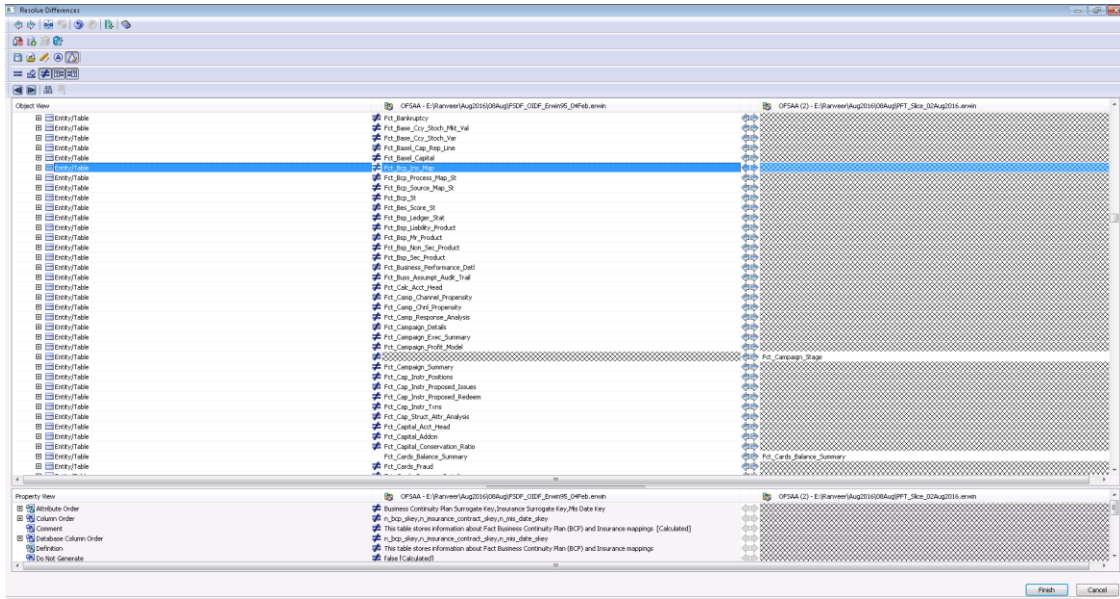 Resolve Differences
Object View OFSAA - E:\Ranveer\Aug2016\08Aug\FSDF_OIDF_Erwin95_04Feb.erwin OFSAA (2) - E:\Ranveer\Aug2016\08Aug\PFT_Slice_02Aug2016.erwin
Entity/Table Fct_Bankruptcy
Entity/Table Fct_Base_Ccy_Stoch_Mkt_Val
Entity/Table Fct_Base_Ccy_Stoch_Var
Entity/Table Fct_Basel_Cap_Rep_Line
Entity/Table Fct_Basel_Capital
Entity/Table Fct_Bcp_Ins_Map
Entity/Table Fct_Bcp_Process_Map_St
Entity/Table Fct_Bcp_Source_Map_St
Entity/Table Fct_Bcp_St
Entity/Table Fct_Bes_Score_St
Entity/Table Fct_Bsp_Ledger_Stat
Entity/Table Fct_Bsp_Liability_Product
Entity/Table Fct_Bsp_Mr_Product
Entity/Table Fct_Bsp_Non_Sec_Product
Entity/Table Fct_Bsp_Sec_Product
Entity/Table Fct_Business_Performance_Detl
Entity/Table Fct_Buss_Assumpt_Audit_Trail
Entity/Table Fct_Calc_Acct_Head
Entity/Table Fct_Camp_Channel_Propensity
Entity/Table Fct_Camp_Chnl_Propensity
Entity/Table Fct_Camp_Response_Analysis
Entity/Table Fct_Campaign_Details
Entity/Table Fct_Campaign_Exec_Summary
Entity/Table Fct_Campaign_Profit_Model
Entity/Table Fct_Campaign_Stage
Entity/Table Fct_Campaign_Summary
Entity/Table Fct_Cap_Instr_Positions
Entity/Table Fct_Cap_Instr_Proposed_Issues
Entity/Table Fct_Cap_Instr_Proposed_Redeem
Entity/Table Fct_Cap_Instr_Txns
Entity/Table Fct_Cap_Struct_Attr_Analysis
Entity/Table Fct_Capital_Acct_Head
Entity/Table Fct_Capital_Addon
Entity/Table Fct_Capital_Conservation_Ratio
Entity/Table Fct_Cards_Balance_Summary Fct_Cards_Balance_Summary
Entity/Table Fct_Cards_Fraud
Property View OFSAA - E:\Ranveer\Aug2016\08Aug\FSDF_OIDF_Erwin95_04Feb.erwin OFSAA (2) - E:\Ranveer\Aug2016\08Aug\PFT_Slice_02Aug2016.erwin
Attribute Order Business Continuity Plan Surrogate Key,Insurance Surrogate Key,Mis Date Key
Column Order n_bcp_skey,n_insurance_contract_skey,n_mis_date_skey
Comment This table stores information about Fact Business Continuity Plan (BCP) and Insurance mappings [Calculated]
Database Column Order n_bcp_skey,n_insurance_contract_skey,n_mis_date_skey
Definition This table stores information about Fact Business Continuity Plan (BCP) and Insurance mappings
Do Not Generate false [Calculated]
Finish Cancel